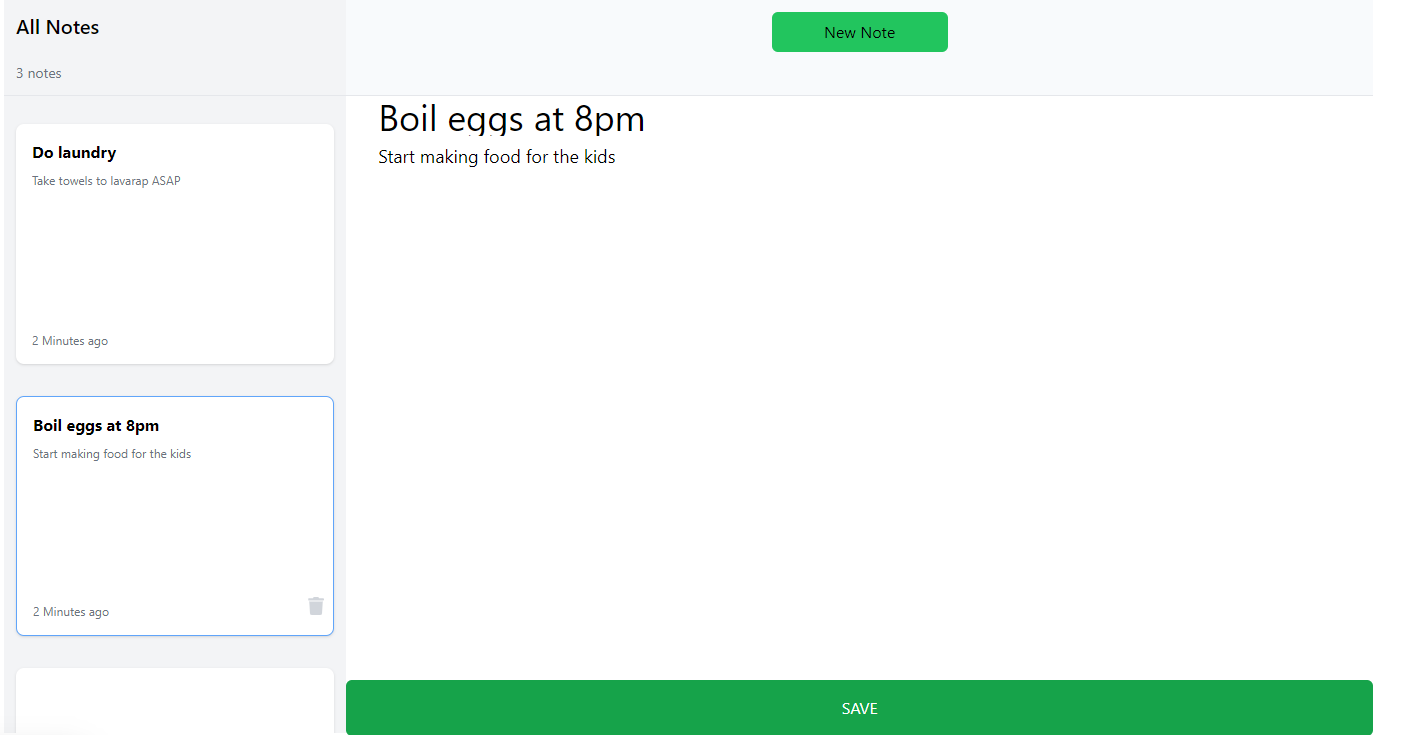 All Notes
3 notes
New Note
Do laundry
Take towels to lavarap ASAP
2 Minutes ago
Boil eggs at 8pm
Start making food for the kids
2 Minutes ago
Boil eggs at 8pm
Start making food for the kids
SAVE